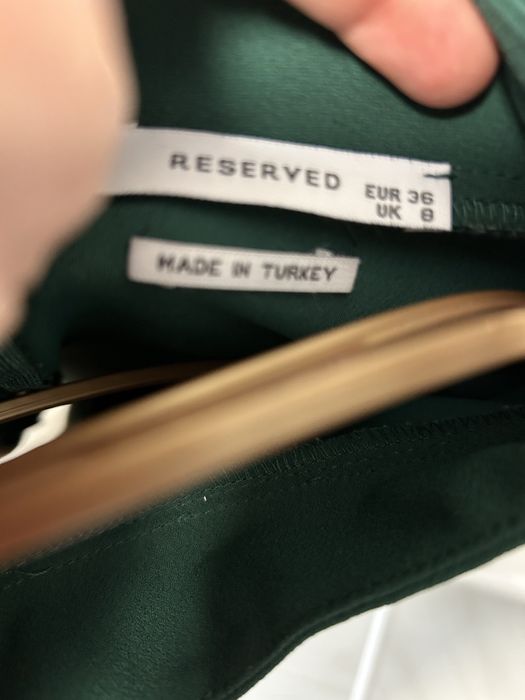 RESERVED
EUR 36
UK 8
MADE IN TURKEY